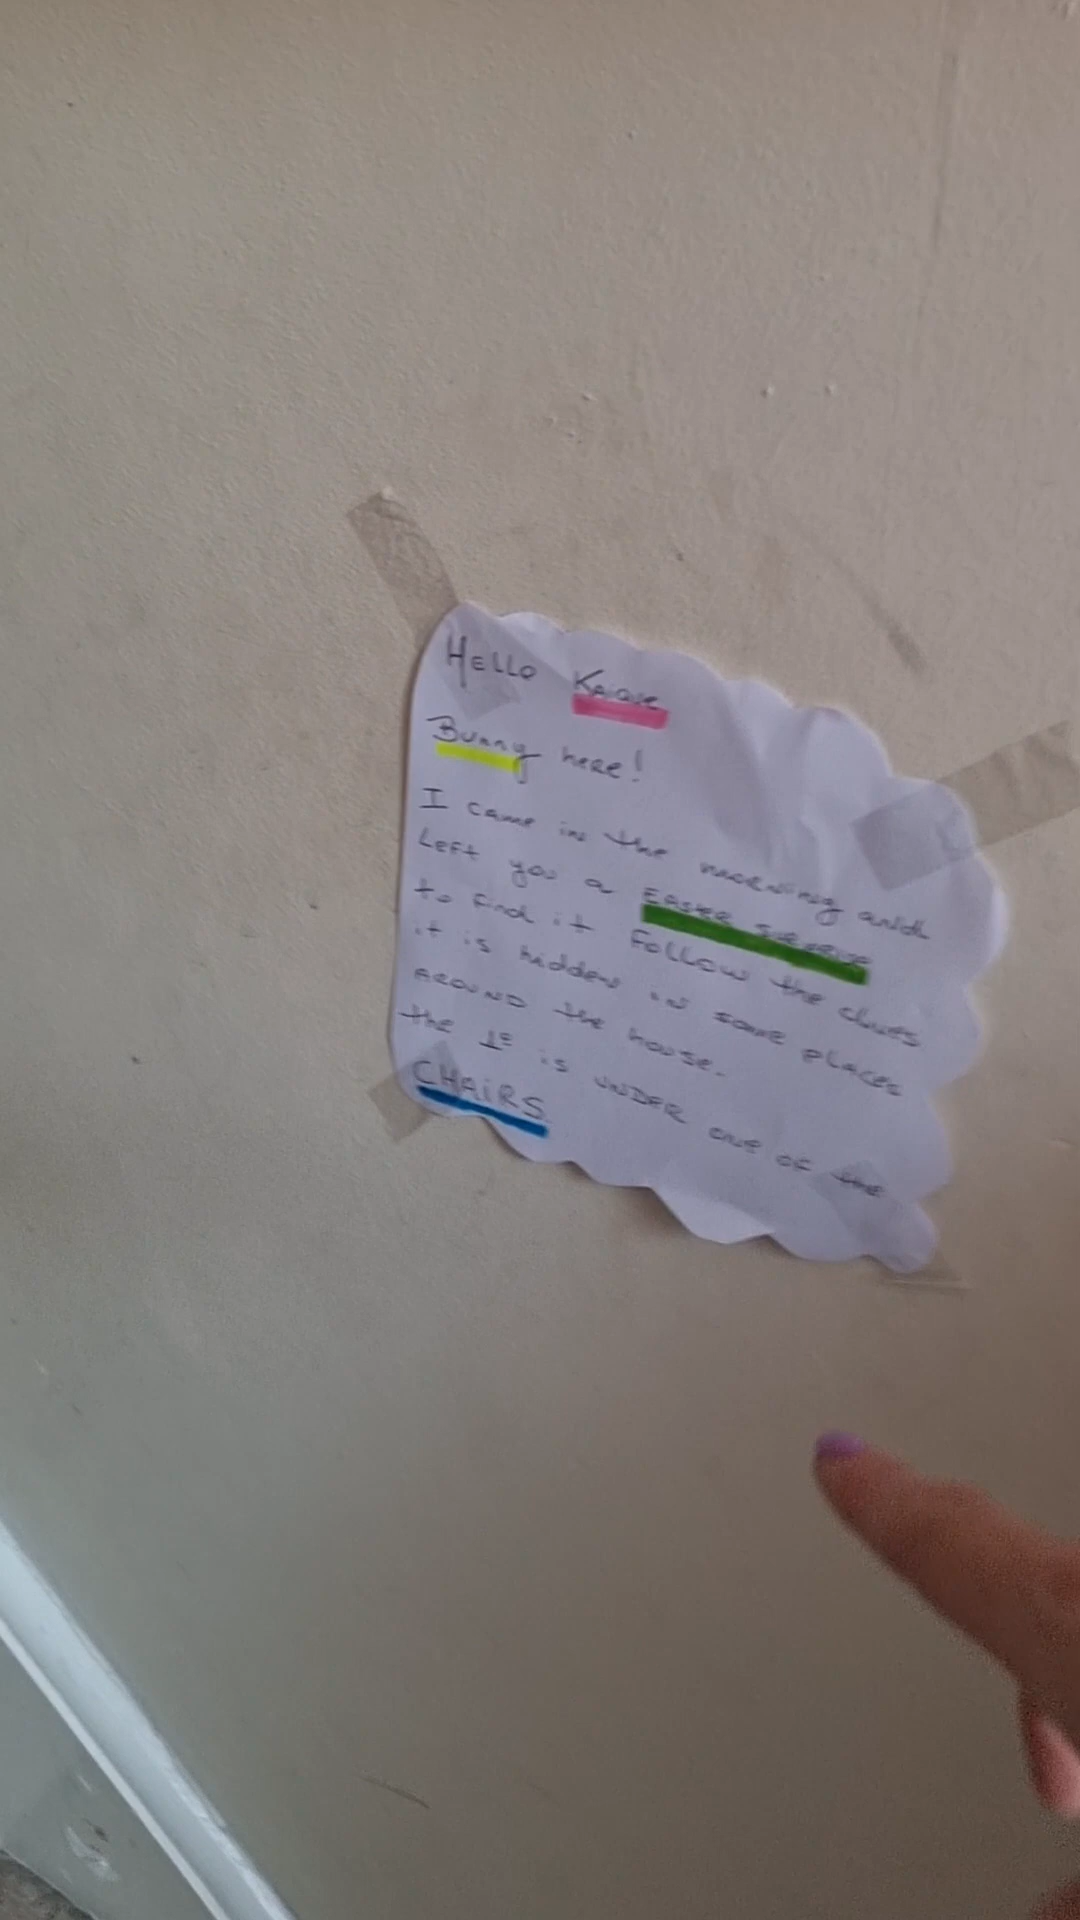 HELLO Kaique
Bunny here!
I came in the morning and
Left you a EASTER SURPRISE
to find it Follow the clues
it is hidden in some places
AROUND the house.
the 1º is UNDER one of the
CHAIRS.